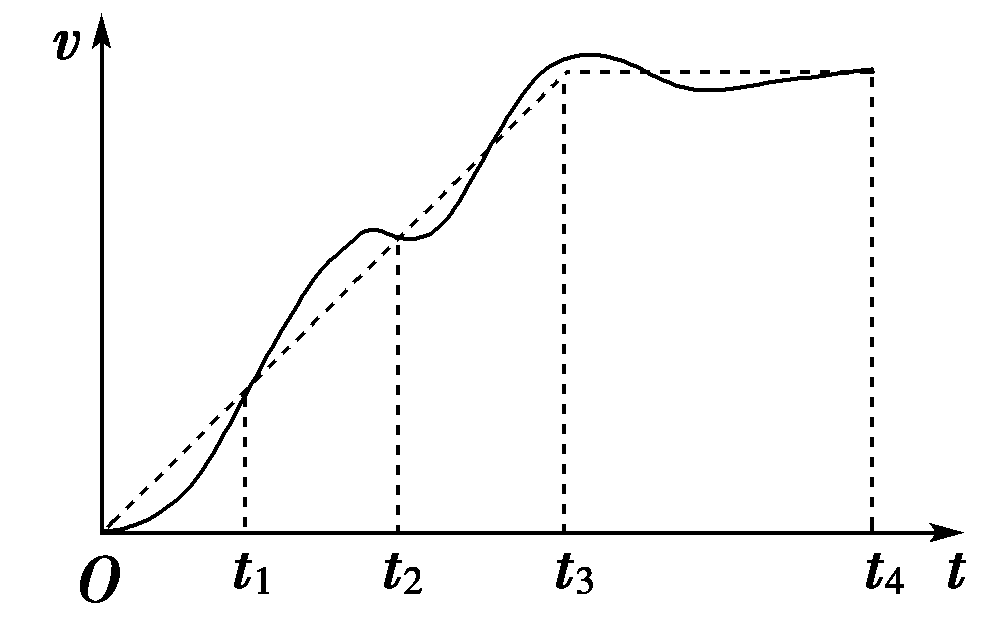 v
O t₁ t₂ t₃ t₄ t